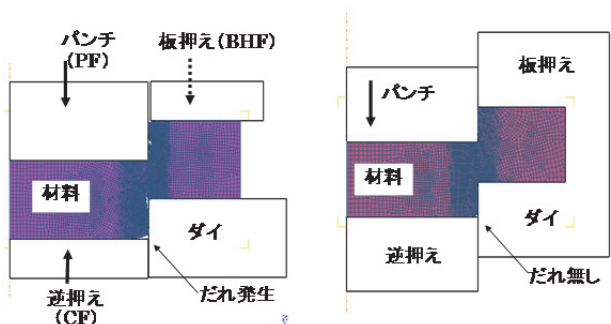 パンチ
(PF)
板押え(BHF)
材料
ダイ
逆押え
(CF)
だれ発生
板押え
パンチ
材料
ダイ
逆押え
だれ無し